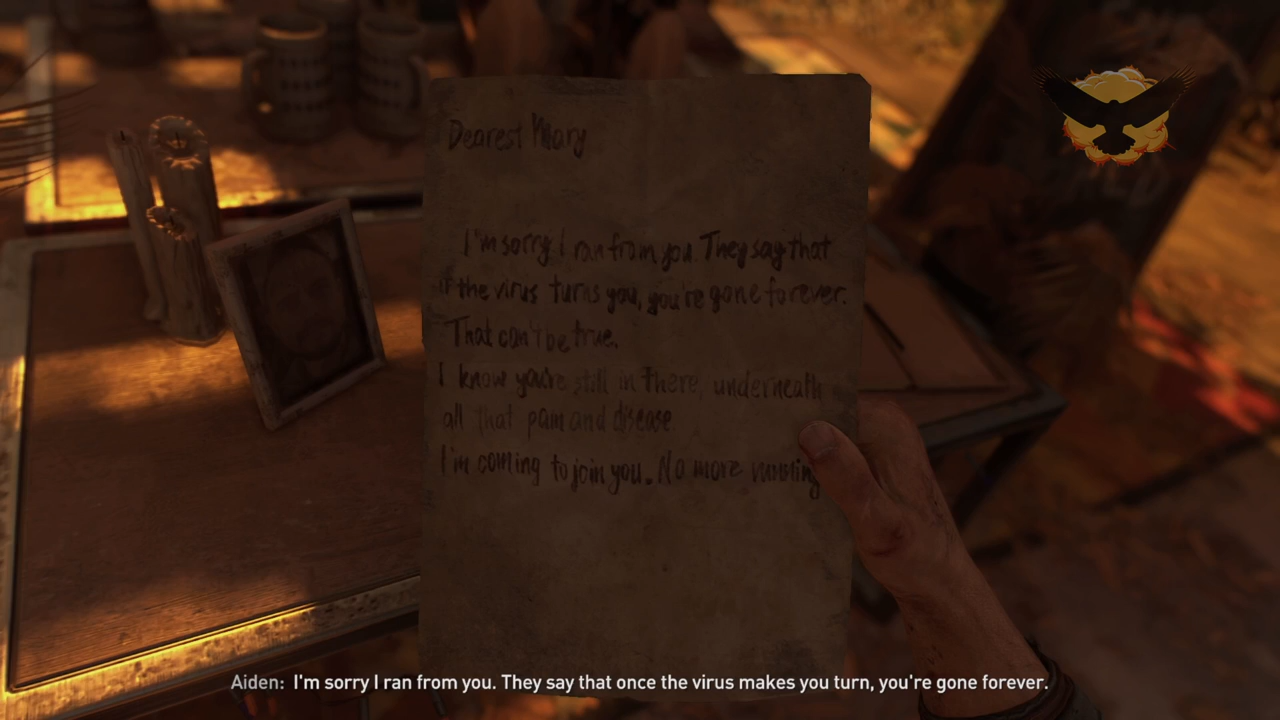 Dearest Mary
I'm sorry I ran from you. They say that
if the virus turns you, you're gone forever.
That can't be true.
I know you're still in there, underneath
all that pain and disease.
I'm coming to join you. No more running
Aiden: I'm sorry I ran from you. They say that once the virus makes you turn, you're gone forever.